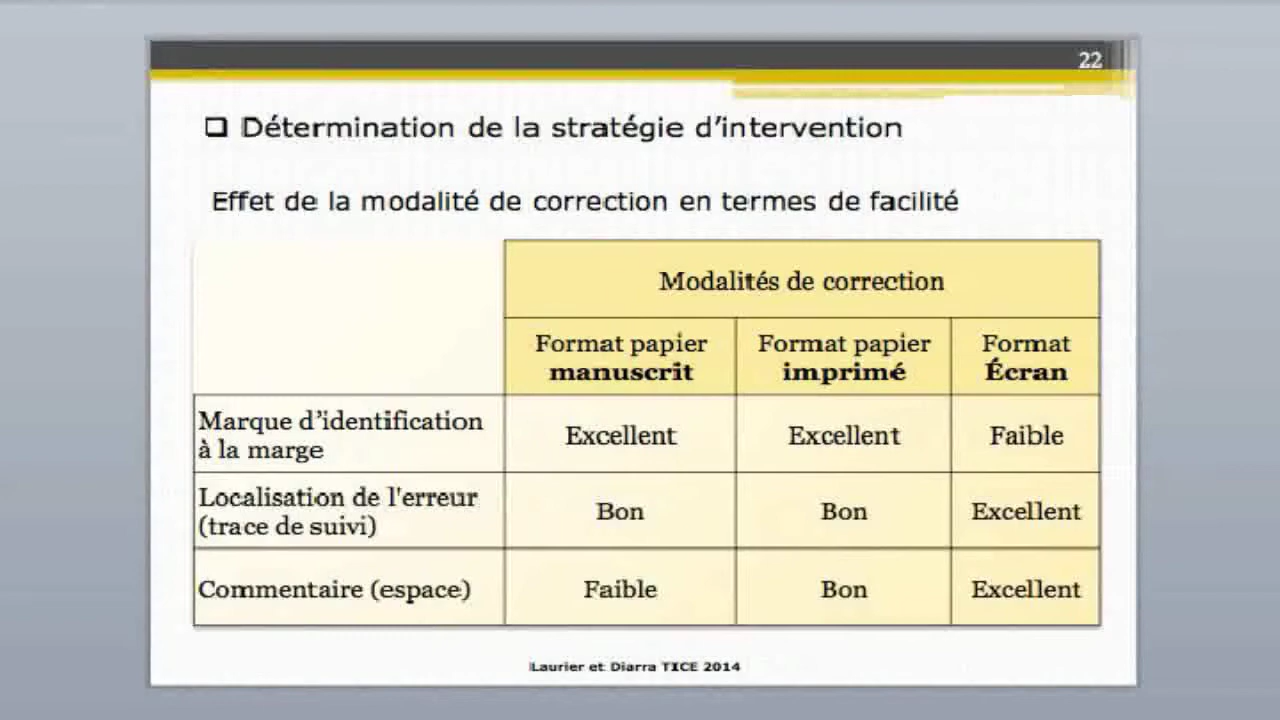 22
❑ Détermination de la stratégie d'intervention
Effet de la modalité de correction en termes de facilité
Modalités de correction
Format papier manuscrit
Format papier imprimé
Format Écran
Marque d'identification
à la marge
Excellent
Excellent
Faible
Localisation de l'erreur
(trace de suivi)
Bon
Bon
Excellent
Commentaire (espace)
Faible
Bon
Excellent
Laurier et Diarra TICE 2014